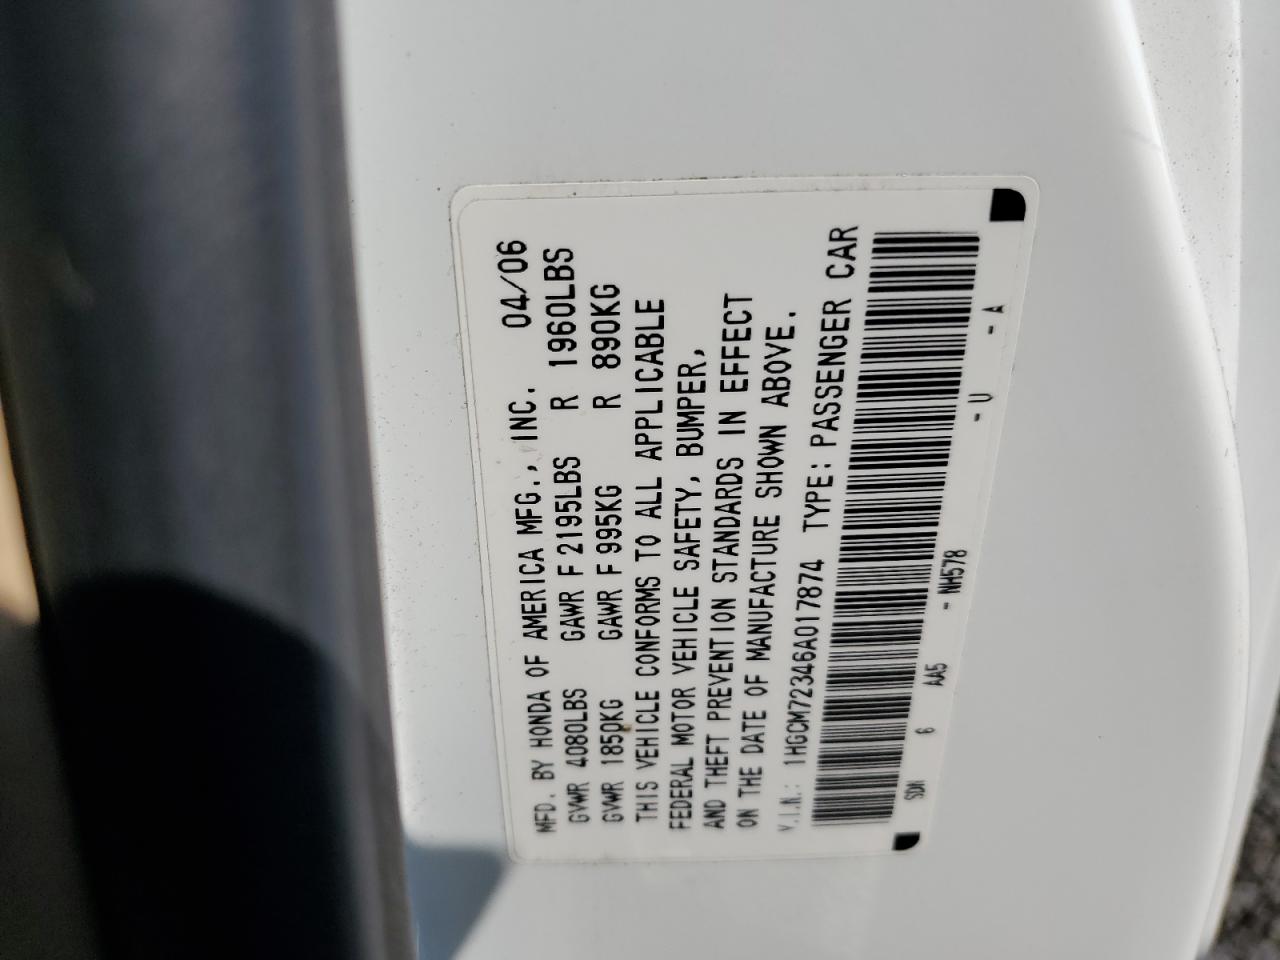 MFD. BY HONDA OF AMERICA MFG., INC. 04/06
GVWR 4080LBS GAWR F 2195LBS R 1960LBS
GVWR 1850KG GAWR F 995KG R 890KG
THIS VEHICLE CONFORMS TO ALL APPLICABLE
FEDERAL MOTOR VEHICLE SAFETY, BUMPER,
AND THEFT PREVENTION STANDARDS IN EFFECT
ON THE DATE OF MANUFACTURE SHOWN ABOVE.
V.I.N.: 1HGCM72346A017874 TYPE: PASSENGER CAR
SDN 6 AA5 - NH578 - U - A